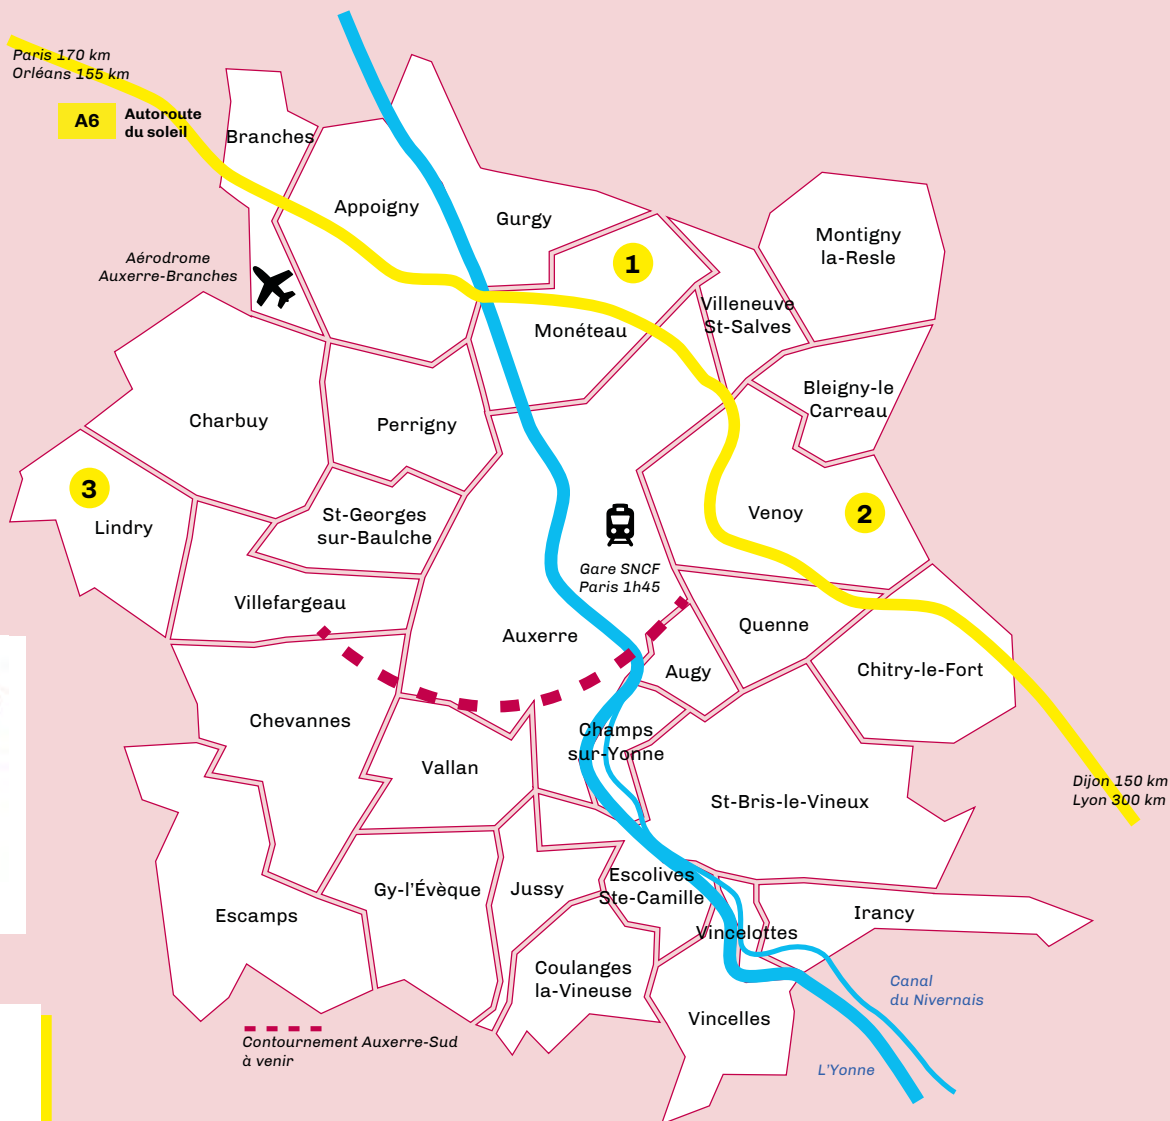 Paris 170 km
Orléans 155 km
A6
Autoroute
du soleil
Branches
Appoigny
Gurgy
Montigny
la-Resle
Aérodrome
Auxerre-Branches
1
Villeneuve
St-Salves
Monéteau
Bleigny-le
Carreau
Charbuy
Perrigny
3
Lindry
St-Georges
sur-Baulche
Venoy
2
Gare SNCF
Paris 1h45
Villefargeau
Auxerre
Quenne
Augy
Chitry-le-Fort
Chevannes
Champs
sur-Yonne
Vallan
Dijon 150 km
Lyon 300 km
St-Bris-le-Vineux
Gy-l'Évèque
Jussy
Escolives
Ste-Camille
Escamps
Irancy
Vincelottes
Coulanges
la-Vineuse
Canal
du Nivernais
Vincelles
Contournement Auxerre-Sud
à venir
L'Yonne